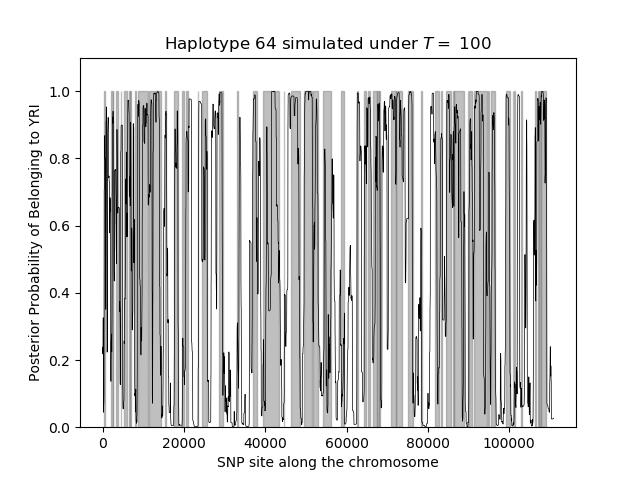 Haplotype 64 simulated under T = 100
Posterior Probability of Belonging to YRI
1.0
0.8
0.6
0.4
0.2
0.0
0 20000 40000 60000 80000 100000
SNP site along the chromosome